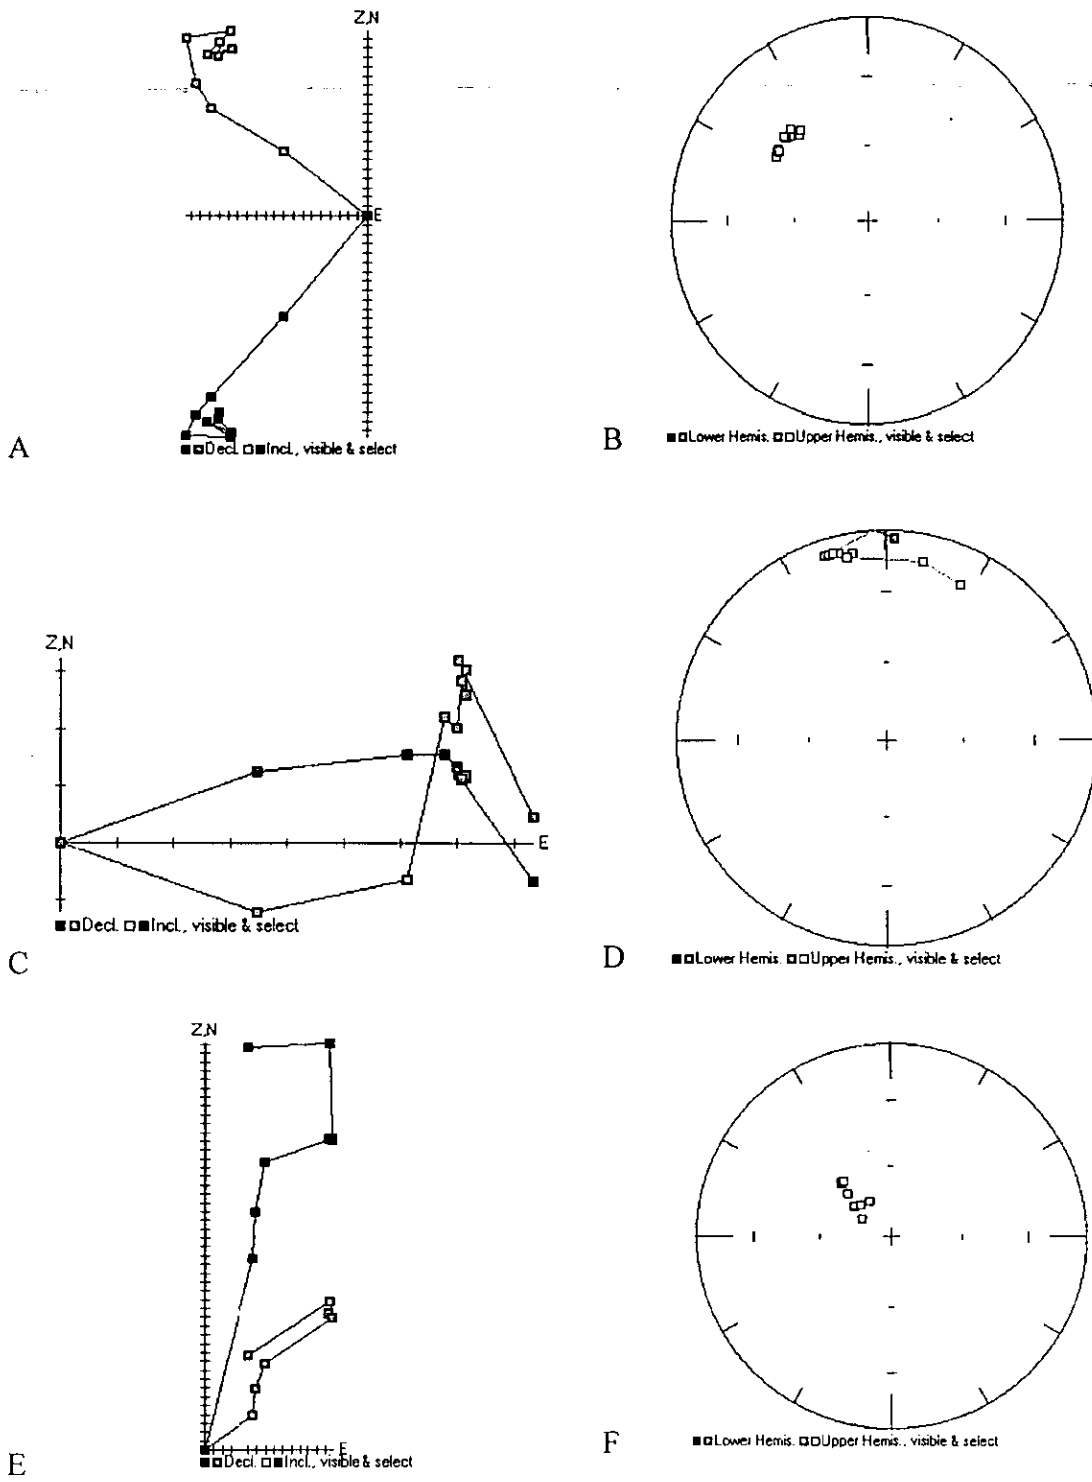 Z,N
E
A
■ □ Decl. □ ■ Incl., visible & select
B
■ □ Lower Hemis. □ □ Upper Hemis., visible & select
Z,N
E
C
■ □ Decl. □ ■ Incl., visible & select
D
■ □ Lower Hemis. □ □ Upper Hemis., visible & select
Z,N
E
E
■ □ Decl. □ ■ Incl., visible & select
F
■ □ Lower Hemis. □ □ Upper Hemis., visible & select